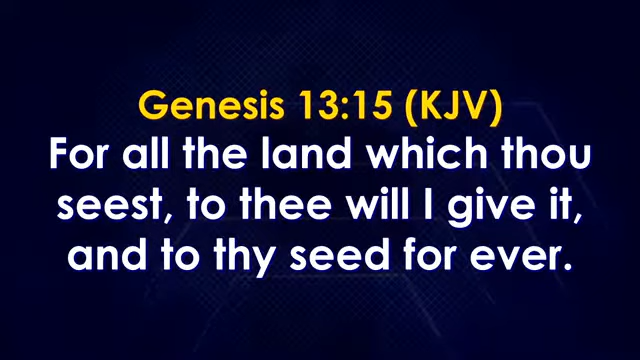 Genesis 13:15 (KJV)
For all the land which thou
seest, to thee will I give it,
and to thy seed for ever.